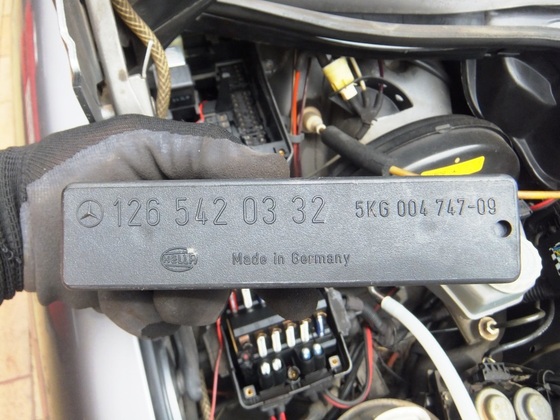 126 542 03 32 5KG 004 747-09
HELLA Made in Germany